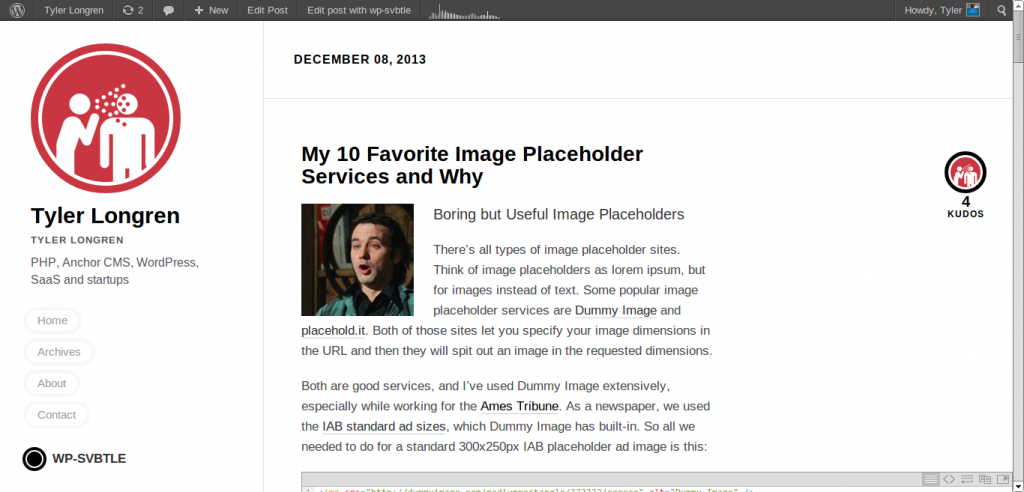 Tyler Longren 2 New Edit Post Edit post with wp-svbtle Howdy, Tyler
Tyler Longren
TYLER LONGREN
PHP, Anchor CMS, WordPress,
SaaS and startups
Home
Archives
About
Contact
WP-SVBTLE
DECEMBER 08, 2013
My 10 Favorite Image Placeholder
Services and Why
Boring but Useful Image Placeholders
There's all types of image placeholder sites.
Think of image placeholders as lorem ipsum, but
for images instead of text. Some popular image
placeholder services are Dummy Image and
placehold.it. Both of those sites let you specify your image dimensions in
the URL and then they will spit out an image in the requested dimensions.
Both are good services, and I've used Dummy Image extensively,
especially while working for the Ames Tribune. As a newspaper, we used
the IAB standard ad sizes, which Dummy Image has built-in. So all we
needed to do for a standard 300x250px IAB placeholder ad image is this:
4
KUDOS